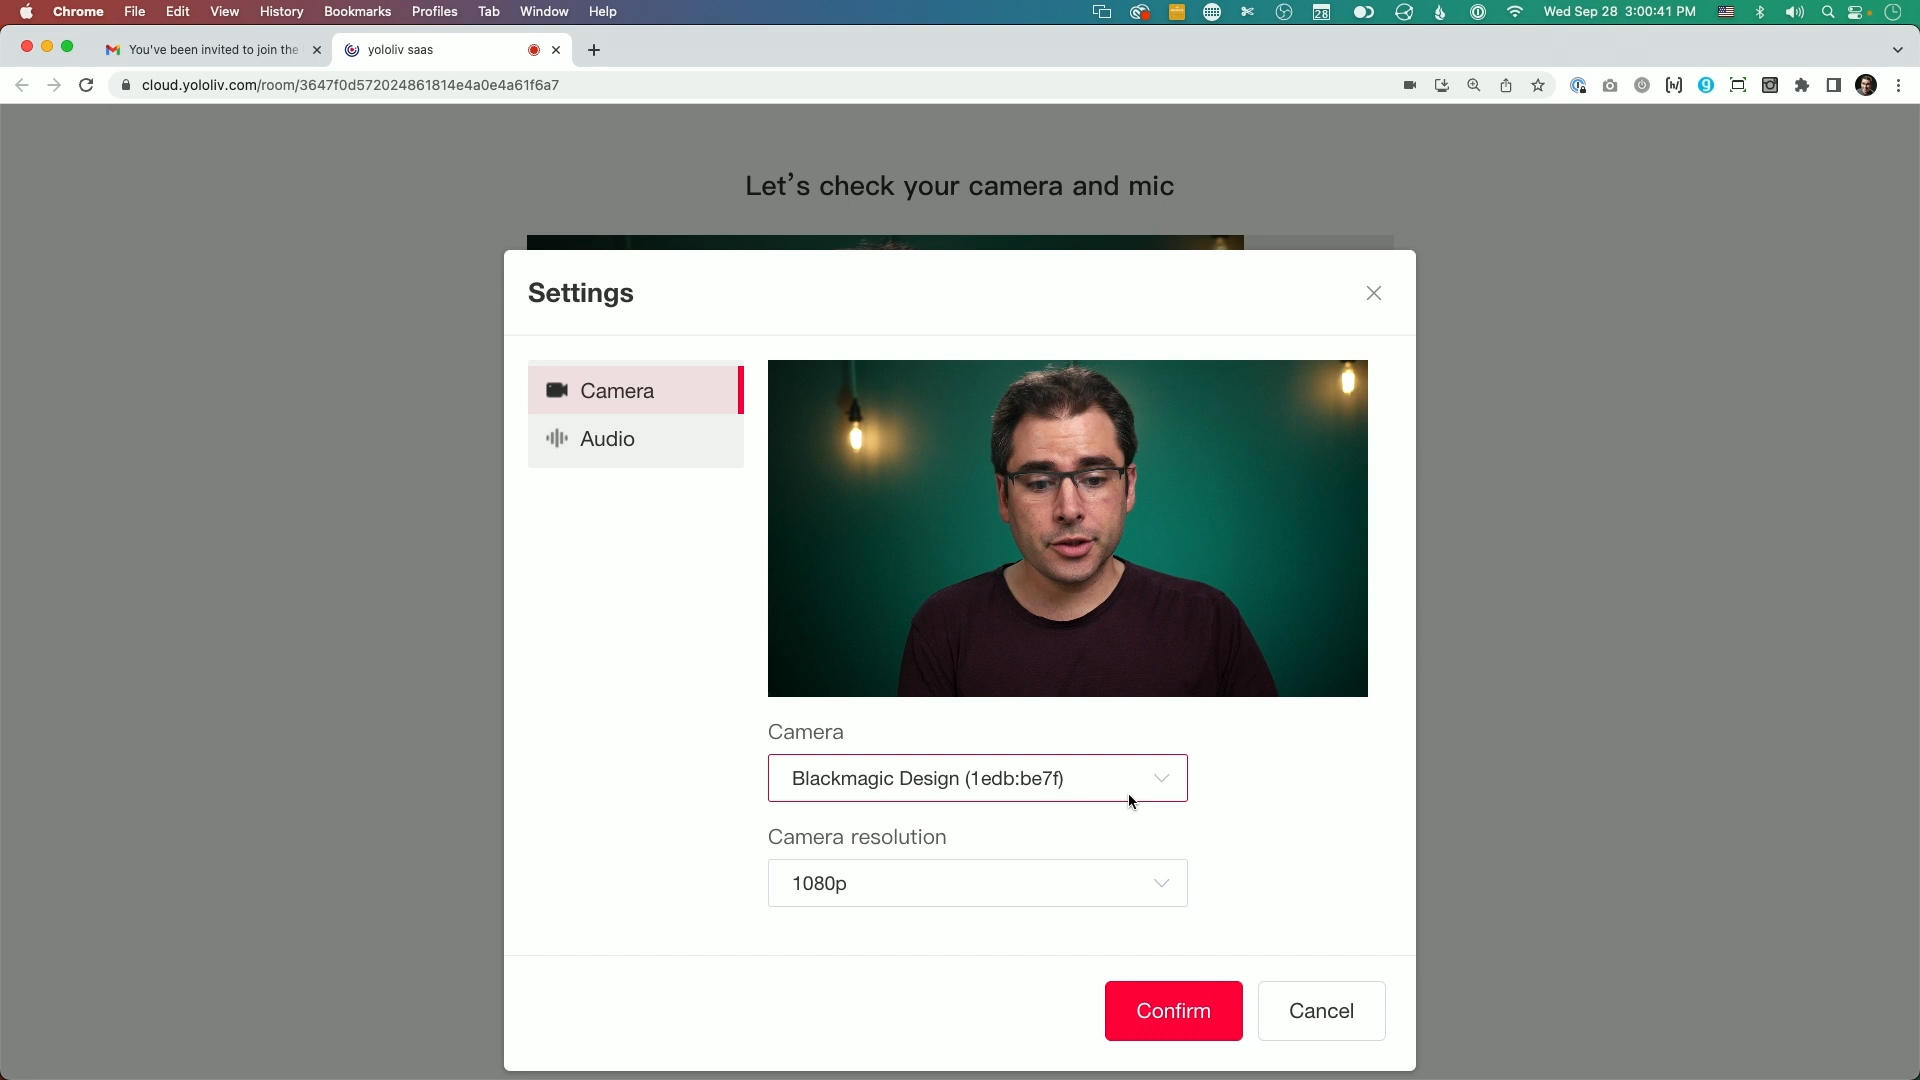 Chrome File Edit View History Bookmarks Profiles Tab Window Help 28 Wed Sep 28 3:00:41 PM
You've been invited to join the
yololiv saas
cloud.yololiv.com/room/3647f0d572024861814e4a0e4a61f6a7
Let's check your camera and mic
Settings
Camera
Audio
Camera
Blackmagic Design (1edb:be7f)
Camera resolution
1080p
Confirm
Cancel